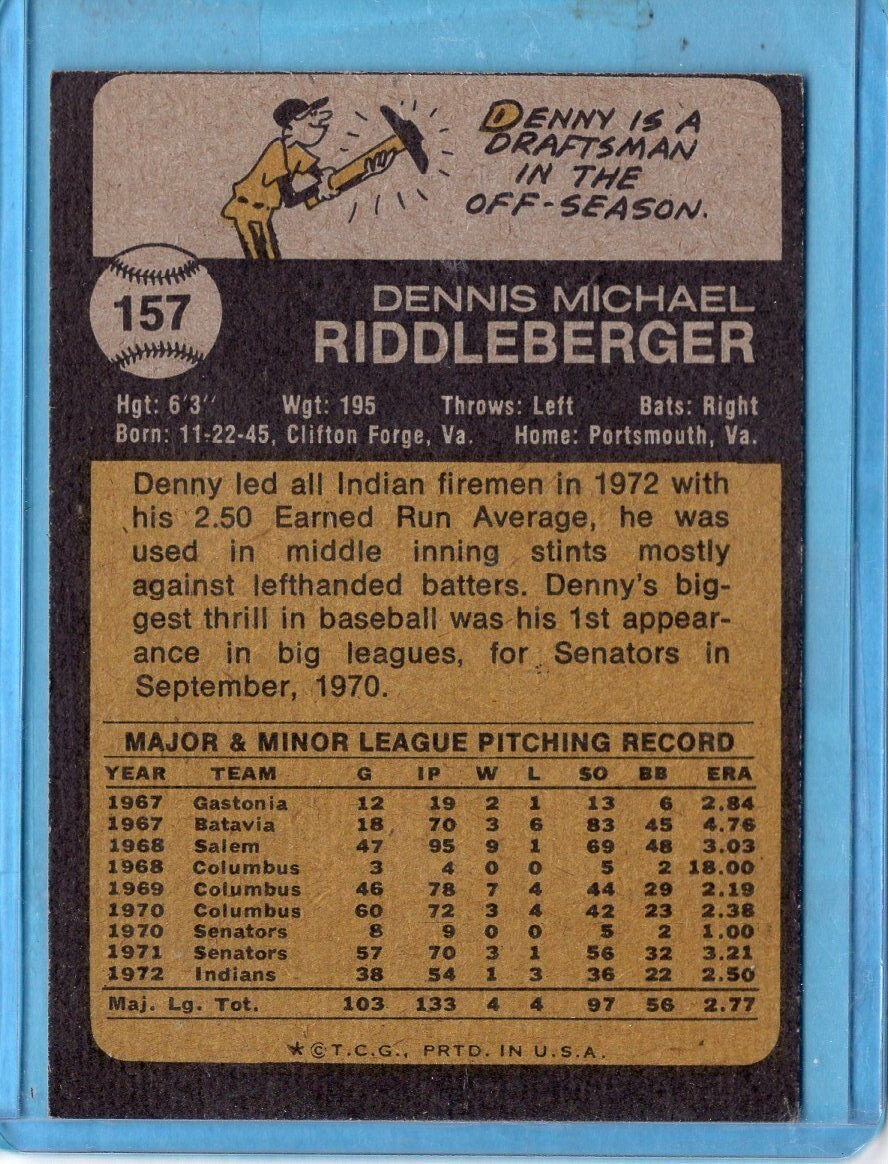 DENNY IS A
DRAFTSMAN
IN THE
OFF-SEASON.
157
DENNIS MICHAEL
RIDDLEBERGER
Hgt: 6'3" Wgt: 195 Throws: Left Bats: Right
Born: 11-22-45, Clifton Forge, Va. Home: Portsmouth, Va.
Denny led all Indian firemen in 1972 with
his 2.50 Earned Run Average, he was
used in middle inning stints mostly
against lefthanded batters. Denny's big-
gest thrill in baseball was his 1st appear-
ance in big leagues, for Senators in
September, 1970.
MAJOR & MINOR LEAGUE PITCHING RECORD
YEAR TEAM G IP W L SO BB ERA
1967 Gastonia 12 19 2 1 13 6 2.84
1967 Batavia 18 70 3 6 83 45 4.76
1968 Salem 47 95 9 1 69 48 3.03
1968 Columbus 3 4 0 0 5 2 18.00
1969 Columbus 46 78 7 4 44 29 2.19
1970 Columbus 60 72 3 4 42 23 2.38
1970 Senators 8 9 0 0 5 2 1.00
1971 Senators 57 70 3 1 56 32 3.21
1972 Indians 38 54 1 3 36 22 2.50
Maj. Lg. Tot. 103 133 4 4 97 56 2.77
★ © T.C.G., PRTD. IN U.S.A.